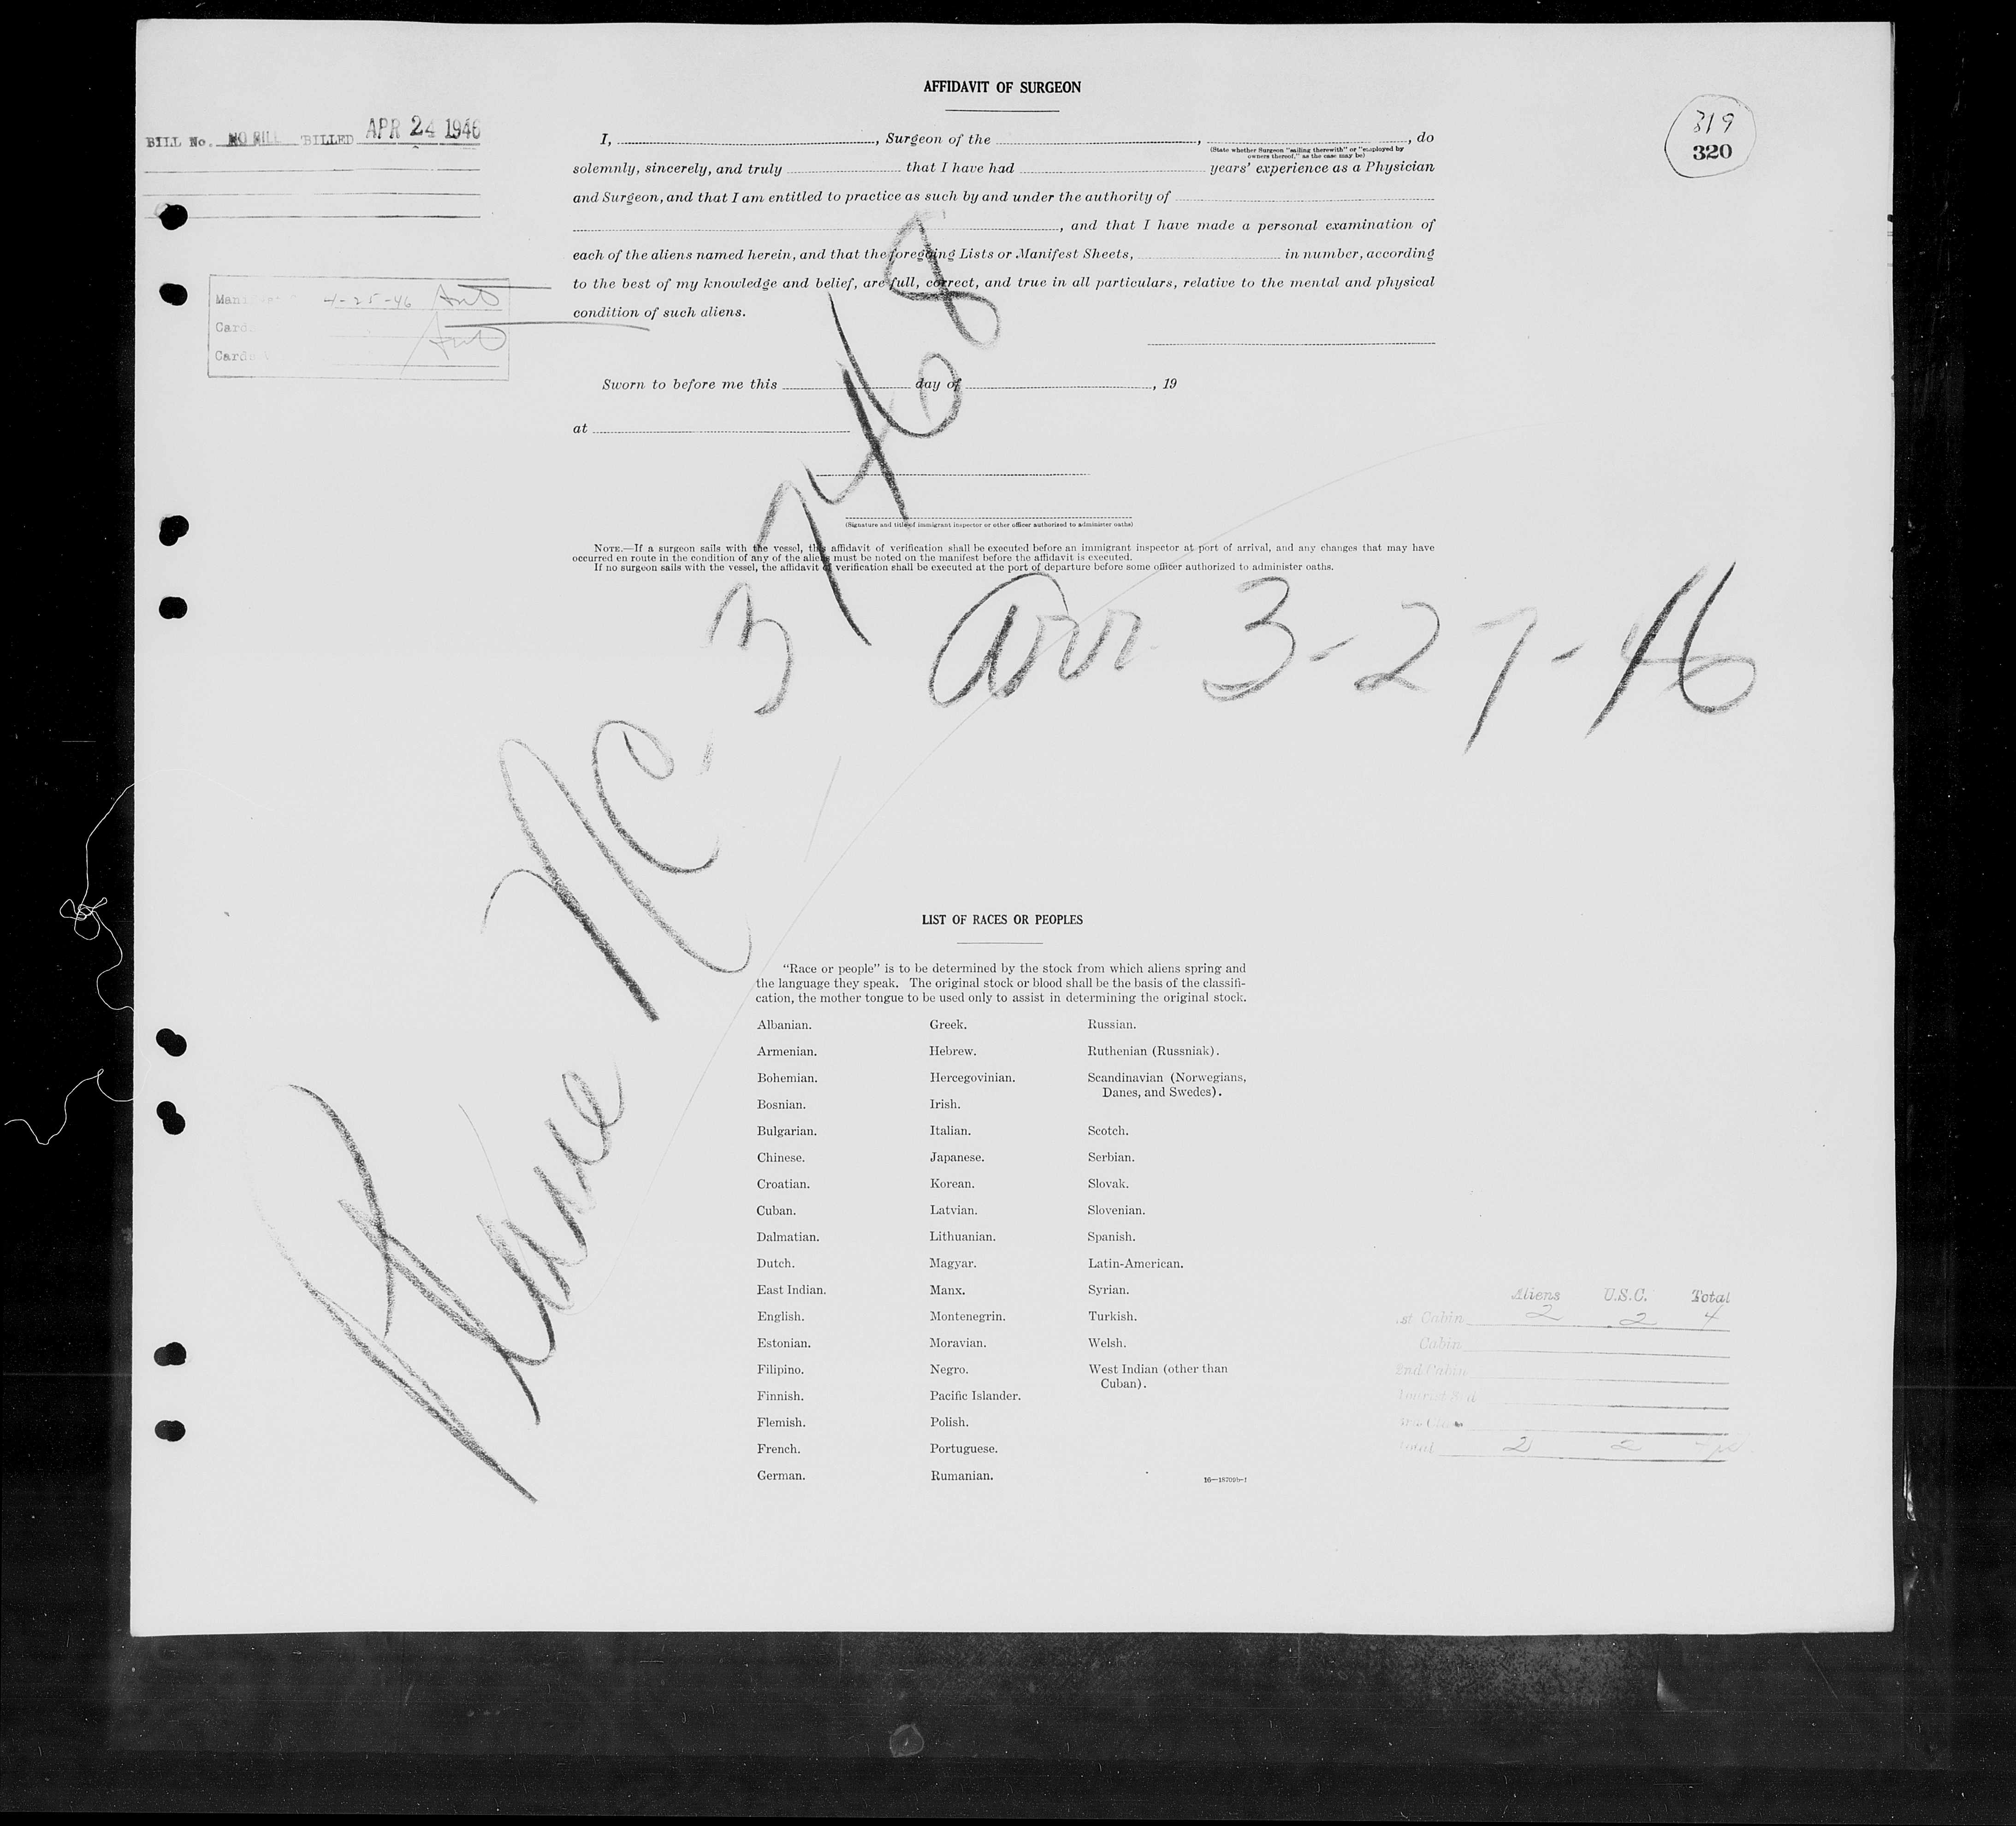 AFFIDAVIT OF SURGEON
BILL No. NO BILL BILLED APR 24 1946
319
320
I, , Surgeon of the , , do
(State whether Surgeon "sailing therewith" or "employed by
owners thereof," as the case may be)
solemnly, sincerely, and truly that I have had years' experience as a Physician
and Surgeon, and that I am entitled to practice as such by and under the authority of
, and that I have made a personal examination of
each of the aliens named herein, and that the foregoing Lists or Manifest Sheets, in number, according
to the best of my knowledge and belief, are full, correct, and true in all particulars, relative to the mental and physical
condition of such aliens.
4-25-46
Card
Card
Sworn to before me this day of , 19
at
(Signature and title of immigrant inspector or other officer authorized to administer oaths)
NOTE.—If a surgeon sails with the vessel, this affidavit of verification shall be executed before an immigrant inspector at port of arrival, and any changes that may have
occurred en route in the condition of any of the aliens must be noted on the manifest before the affidavit is executed.
If no surgeon sails with the vessel, the affidavit of verification shall be executed at the port of departure before some officer authorized to administer oaths.
Plane NC. 37468
Arr. 3-27-46
LIST OF RACES OR PEOPLES
"Race or people" is to be determined by the stock from which aliens spring and
the language they speak. The original stock or blood shall be the basis of the classifi-
cation, the mother tongue to be used only to assist in determining the original stock.
Albanian.
Armenian.
Bohemian.
Bosnian.
Bulgarian.
Chinese.
Croatian.
Cuban.
Dalmatian.
Dutch.
East Indian.
English.
Estonian.
Filipino.
Finnish.
Flemish.
French.
German.
Greek.
Hebrew.
Hercegovinian.
Irish.
Italian.
Japanese.
Korean.
Latvian.
Lithuanian.
Magyar.
Manx.
Montenegrin.
Moravian.
Negro.
Pacific Islander.
Polish.
Portuguese.
Rumanian.
Russian.
Ruthenian (Russniak).
Scandinavian (Norwegians,
Danes, and Swedes).
Scotch.
Serbian.
Slovak.
Slovenian.
Spanish.
Latin-American.
Syrian.
Turkish.
Welsh.
West Indian (other than
Cuban).
Aliens U.S.C. Total
1st Cabin 2 2 4
Cabin
2nd Cabin
Total 2 2 4